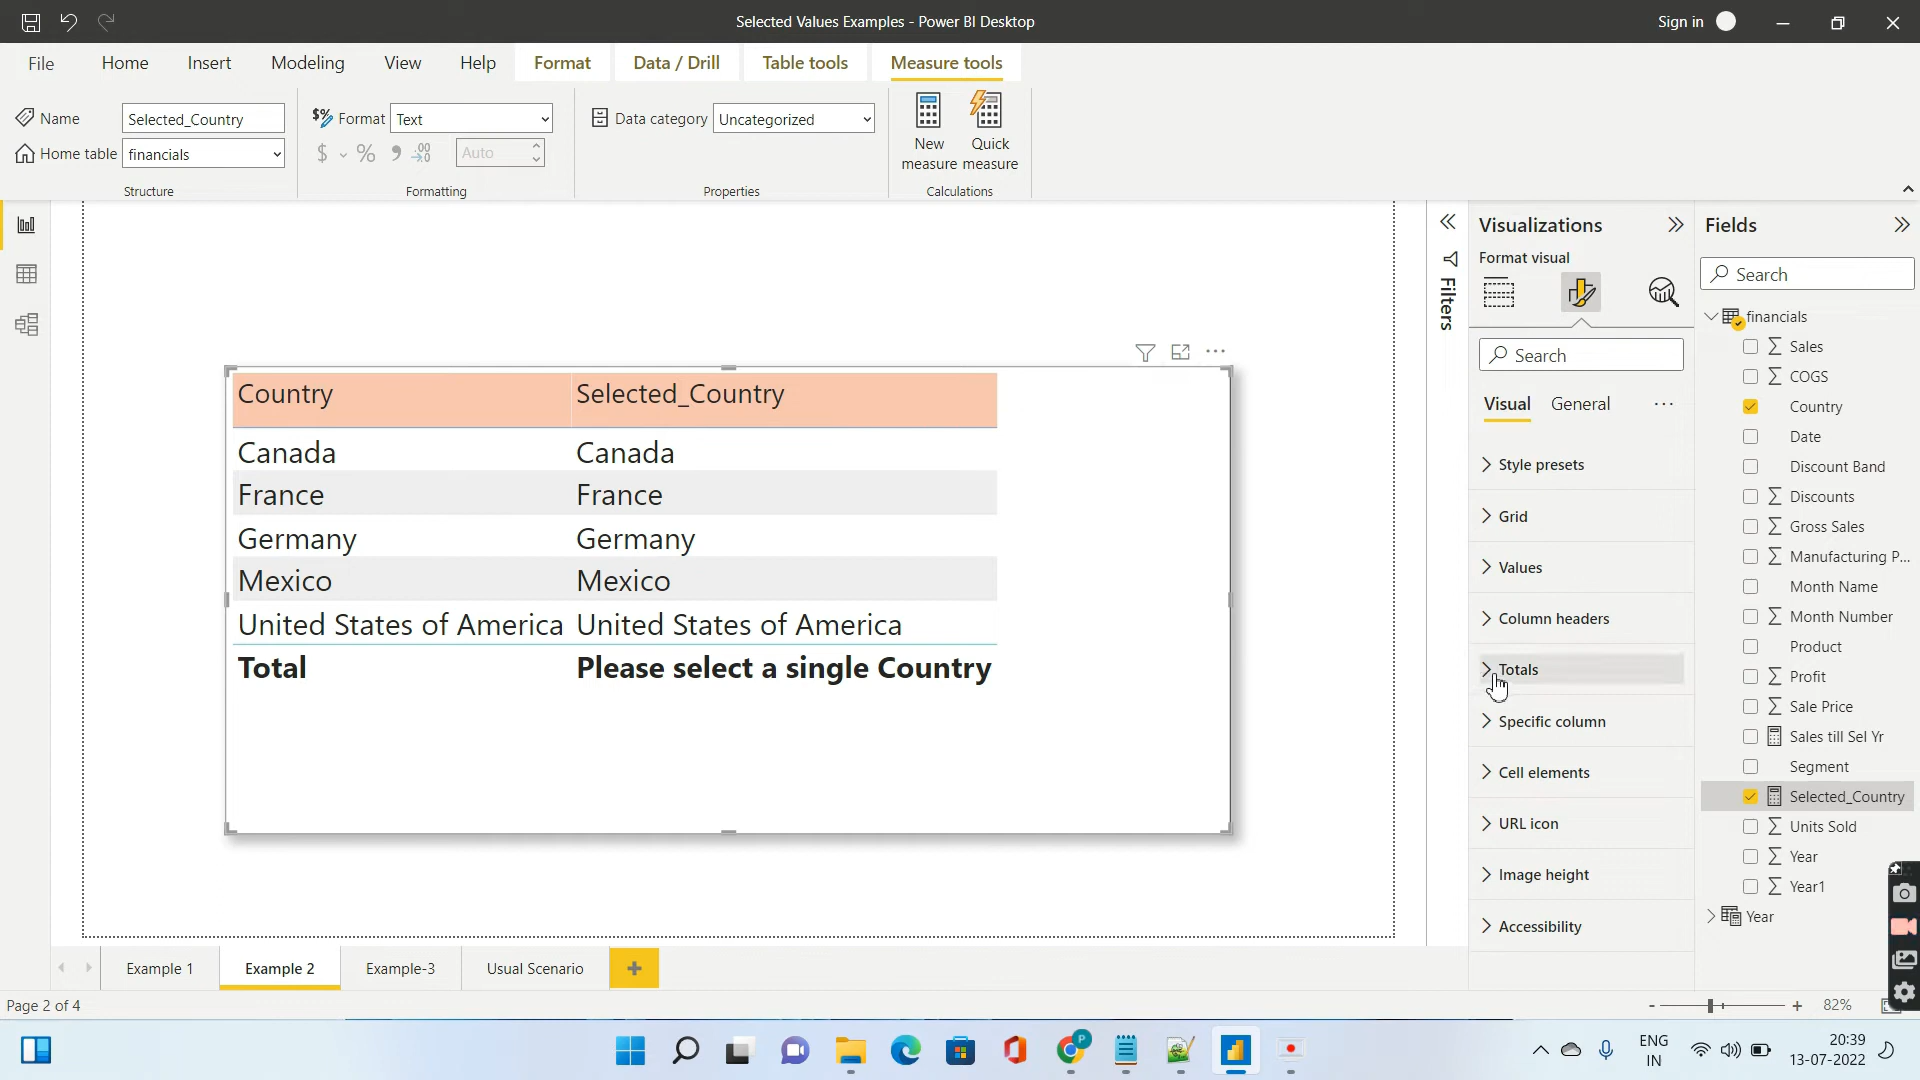 Selected Values Examples - Power BI Desktop
Sign in
File Home Insert Modeling View Help Format Data / Drill Table tools Measure tools
Name Selected_Country
Home table financials
Structure
Format Text
$ % Auto
Formatting
Data category Uncategorized
Properties
New measure
Quick measure
Calculations
Filters
Country Selected_Country
Canada Canada
France France
Germany Germany
Mexico Mexico
United States of America United States of America
Total Please select a single Country
Visualizations
Format visual
Search
Visual General
Style presets
Grid
Values
Column headers
Totals
Specific column
Cell elements
URL icon
Image height
Accessibility
Fields
Search
financials
Sales
COGS
Country
Date
Discount Band
Discounts
Gross Sales
Manufacturing P...
Month Name
Month Number
Product
Profit
Sale Price
Sales till Sel Yr
Segment
Selected_Country
Units Sold
Year
Year1
Year
Example 1 Example 2 Example-3 Usual Scenario
Page 2 of 4
- + 82%
ENG
IN
20:39
13-07-2022